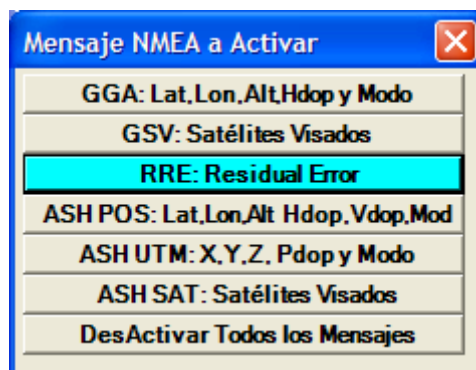 Mensaje NMEA a Activar
GGA: Lat,Lon,Alt,Hdop y Modo
GSV: Satélites Visados
RRE: Residual Error
ASH POS: Lat,Lon,Alt Hdop,Vdop,Mod
ASH UTM: X,Y,Z, Pdop y Modo
ASH SAT: Satélites Visados
DesActivar Todos los Mensajes